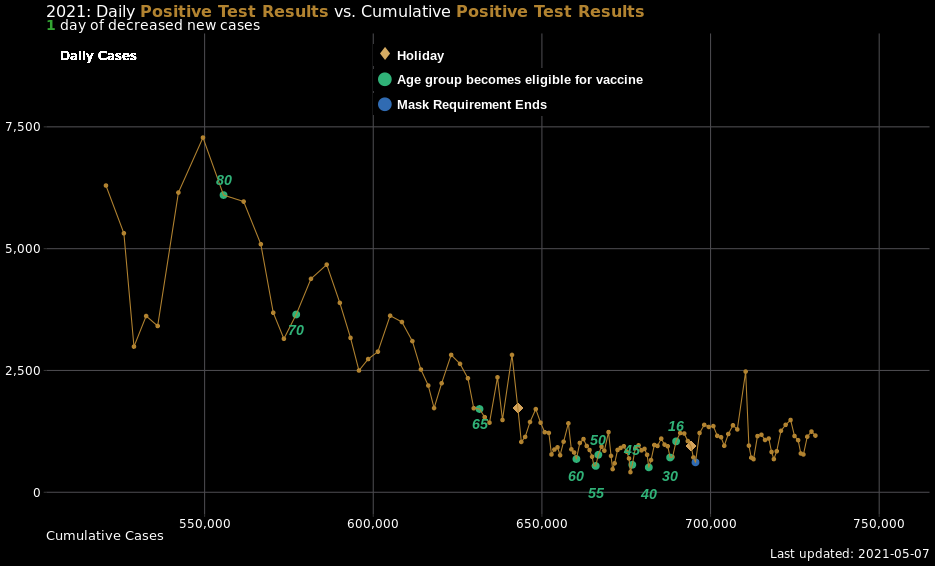 2021: Daily Positive Test Results vs. Cumulative Positive Test Results
1 day of decreased new cases
Daily Cases
Holiday
Age group becomes eligible for vaccine
Mask Requirement Ends
7,500
80
5,000
70
2,500
65
50
45
16
60
55
40
30
0
550,000
600,000
650,000
700,000
750,000
Cumulative Cases
Last updated: 2021-05-07